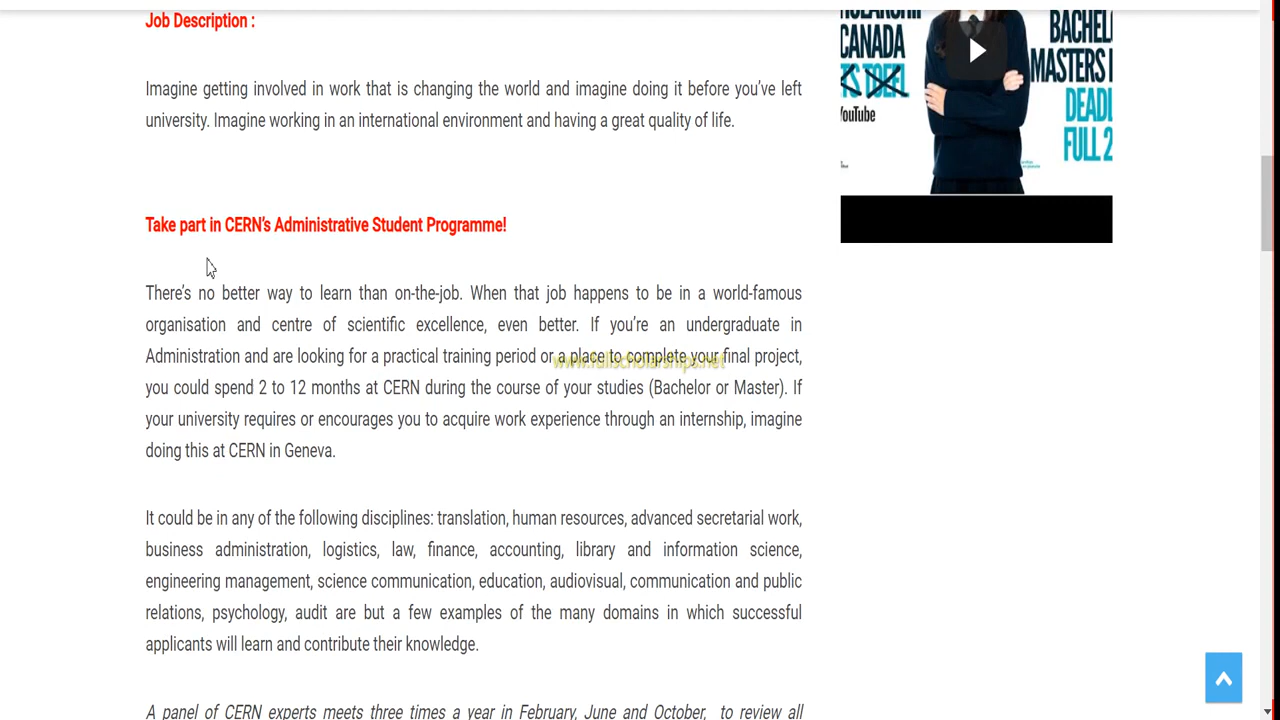 Job Description :
Imagine getting involved in work that is changing the world and imagine doing it before you've left
university. Imagine working in an international environment and having a great quality of life.
Take part in CERN's Administrative Student Programme!
There's no better way to learn than on-the-job. When that job happens to be in a world-famous
organisation and centre of scientific excellence, even better. If you're an undergraduate in
Administration and are looking for a practical training period or a place to complete your final project,
www.fullscholarships.net
you could spend 2 to 12 months at CERN during the course of your studies (Bachelor or Master). If
your university requires or encourages you to acquire work experience through an internship, imagine
doing this at CERN in Geneva.
It could be in any of the following disciplines: translation, human resources, advanced secretarial work,
business administration, logistics, law, finance, accounting, library and information science,
engineering management, science communication, education, audiovisual, communication and public
relations, psychology, audit are but a few examples of the many domains in which successful
applicants will learn and contribute their knowledge.
A panel of CERN experts meets three times a year in February, June and October, to review all
CANADA
TOEFL
YouTube
BACHEL
MASTERS
DEADL
FULL 2